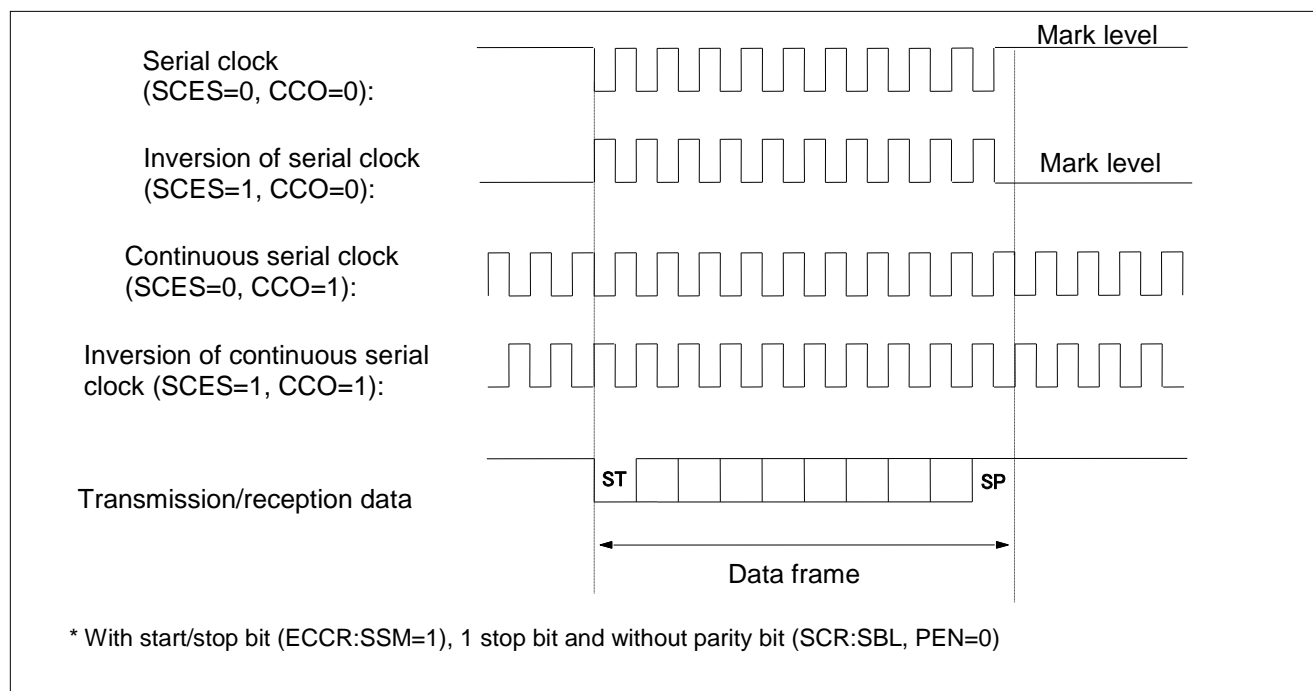 Mark level
Serial clock
(SCES=0, CCO=0):
Inversion of serial clock
(SCES=1, CCO=0):
Mark level
Continuous serial clock
(SCES=0, CCO=1):
Inversion of continuous serial
clock (SCES=1, CCO=1):
ST
SP
Transmission/reception data
Data frame
* With start/stop bit (ECCR:SSM=1), 1 stop bit and without parity bit (SCR:SBL, PEN=0)